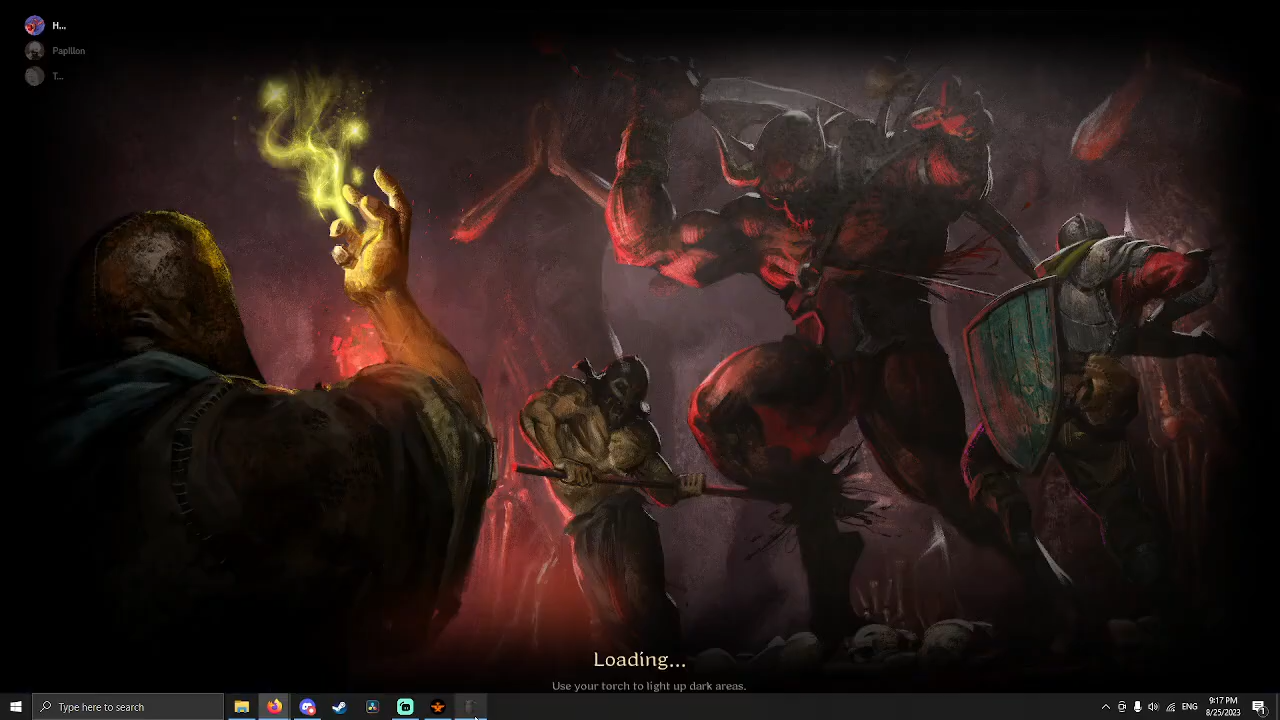 H...
Papillon
T...
Loading...
Use your torch to light up dark areas.
Type here to search
ENG
9:17 PM
8/25/2023